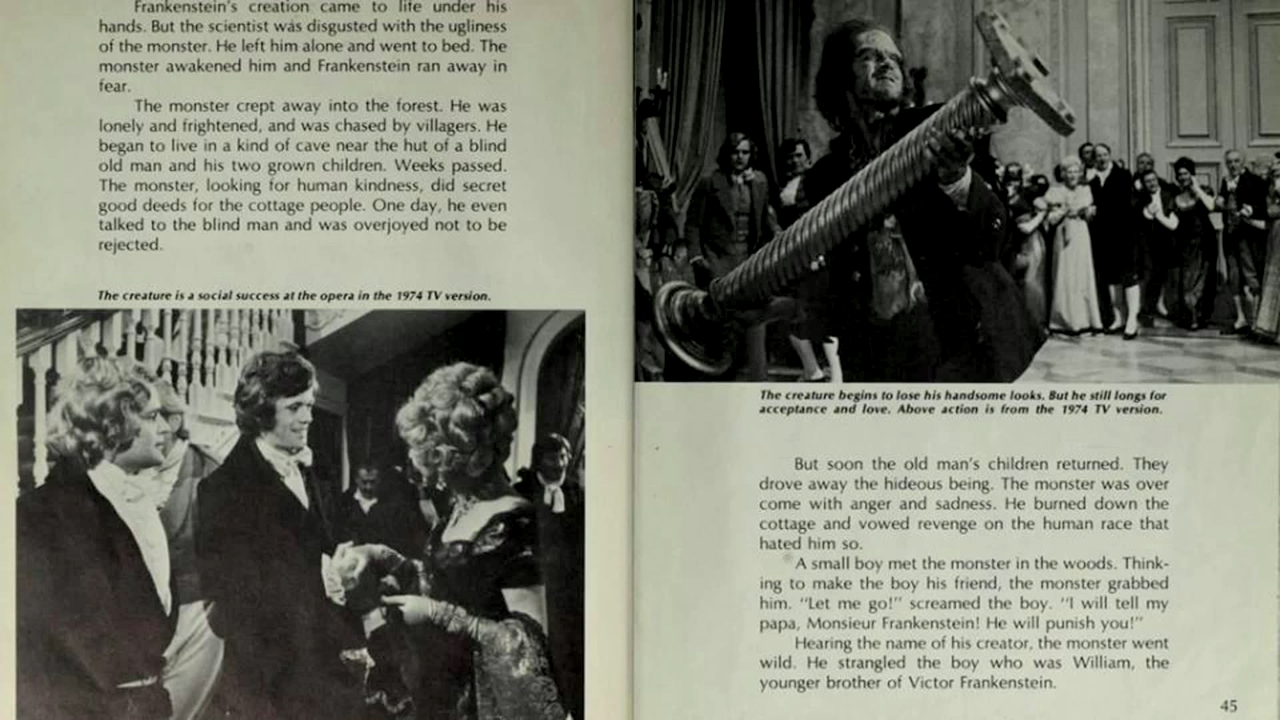 Frankenstein's creation came to life under his
hands. But the scientist was disgusted with the ugliness
of the monster. He left him alone and went to bed. The
monster awakened him and Frankenstein ran away in
fear.
The monster crept away into the forest. He was
lonely and frightened, and was chased by villagers. He
began to live in a kind of cave near the hut of a blind
old man and his two grown children. Weeks passed.
The monster, looking for human kindness, did secret
good deeds for the cottage people. One day, he even
talked to the blind man and was overjoyed not to be
rejected.
The creature is a social success at the opera in the 1974 TV version.
The creature begins to lose his handsome looks. But he still longs for
acceptance and love. Above action is from the 1974 TV version.
But soon the old man's children returned. They
drove away the hideous being. The monster was over
come with anger and sadness. He burned down the
cottage and vowed revenge on the human race that
hated him so.
A small boy met the monster in the woods. Think-
ing to make the boy his friend, the monster grabbed
him. "Let me go!" screamed the boy. "I will tell my
papa, Monsieur Frankenstein! He will punish you!"
Hearing the name of his creator, the monster went
wild. He strangled the boy who was William, the
younger brother of Victor Frankenstein.
45